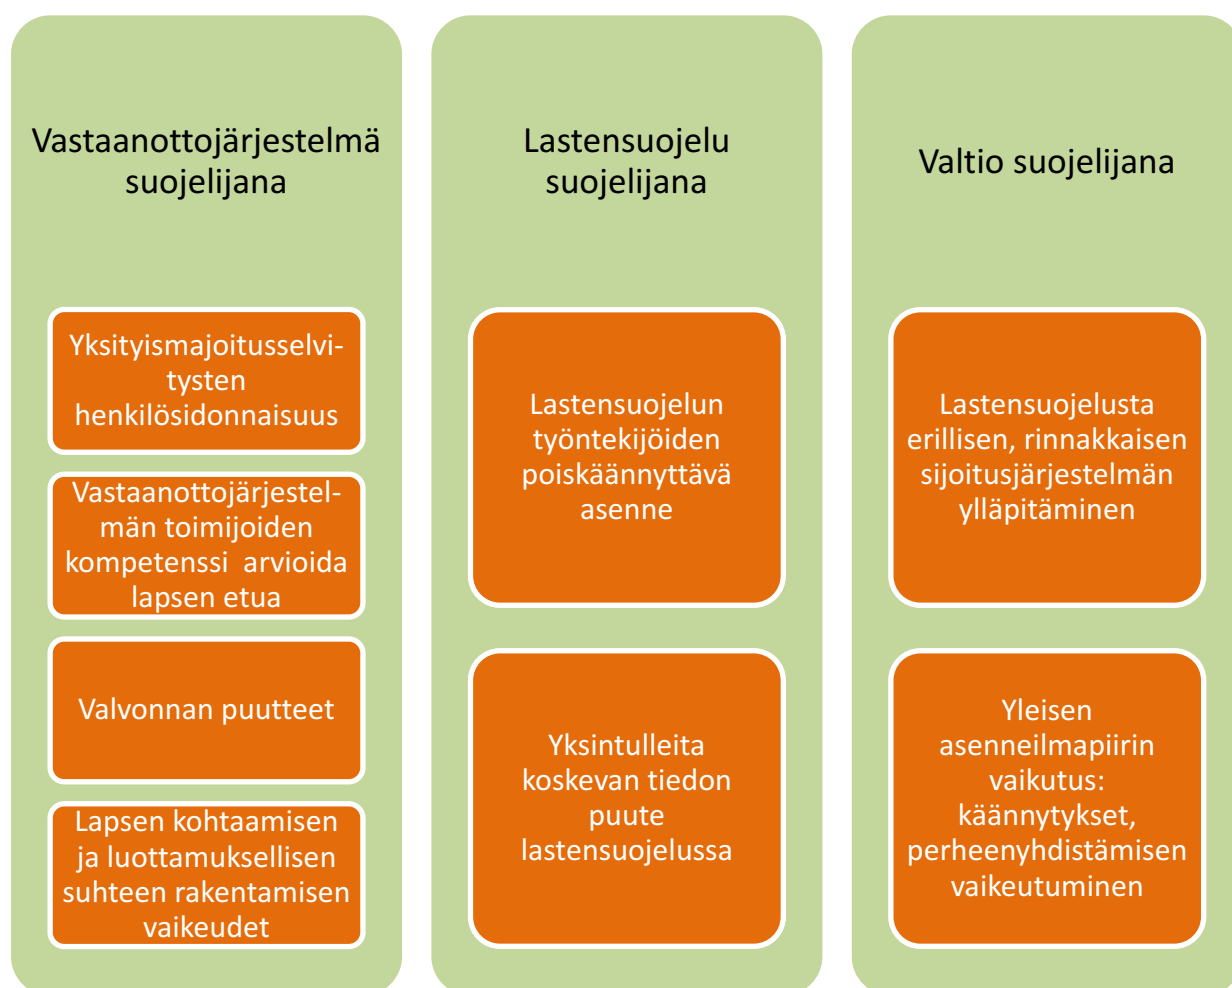 Vastaanottojärjestelmä
suojelijana
Yksityismajoitusselvi-
tysten
henkilösidonnaisuus
Vastaanottojärjestel-
män toimijoiden
kompetenssi  arvioida
lapsen etua
Valvonnan puutteet
Lapsen kohtaamisen
ja luottamuksellisen
suhteen rakentamisen
vaikeudet
Lastensuojelu
suojelijana
Lastensuojelun
työntekijöiden
poiskäännyttävä
asenne
Yksintulleita
koskevan tiedon
puute
lastensuojelussa
Valtio suojelijana
Lastensuojelusta
erillisen, rinnakkaisen
sijoitusjärjestelmän
ylläpitäminen
Yleisen
asenneilmapiirin
vaikutus:
käännytykset,
perheenyhdistämisen
vaikeutuminen